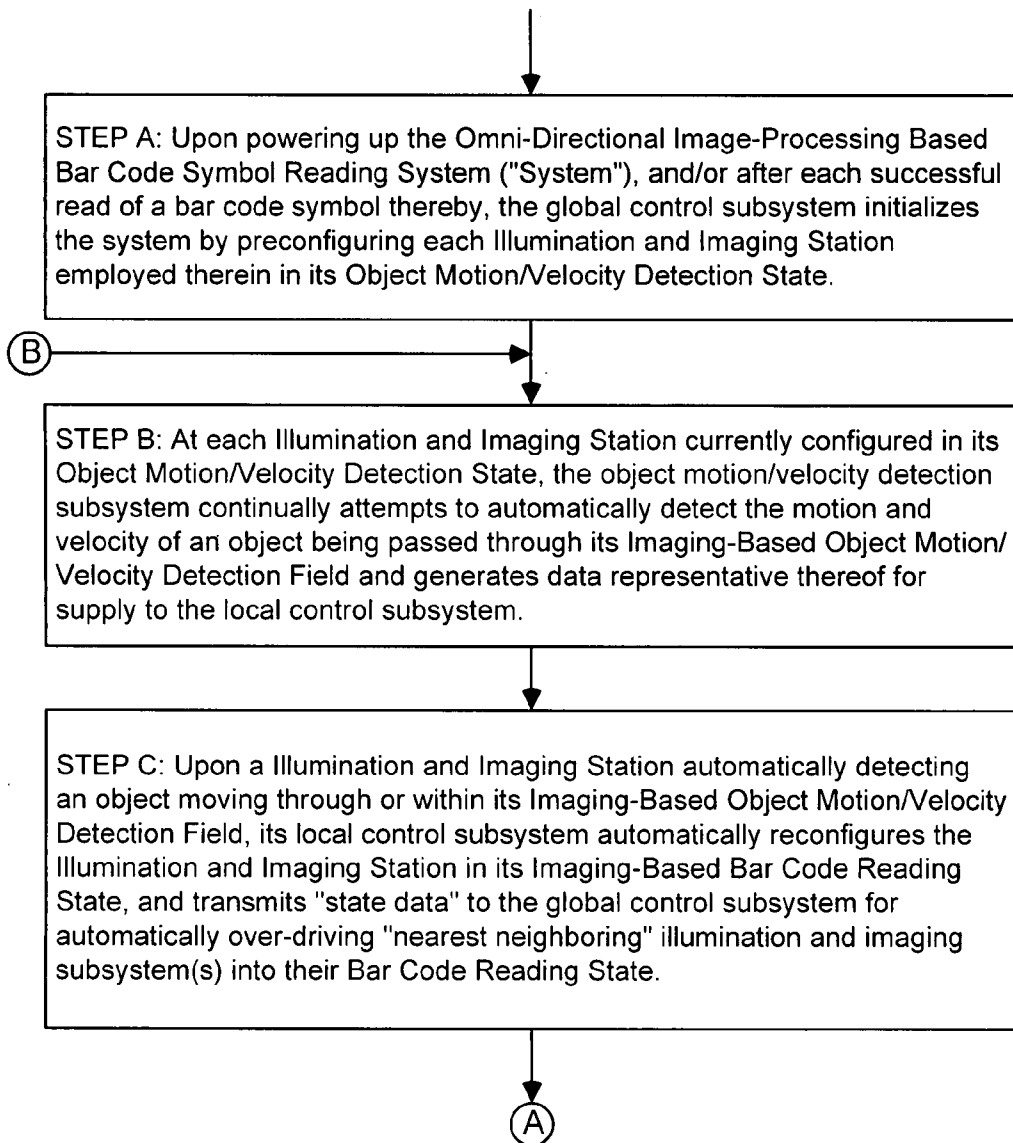 STEP A: Upon powering up the Omni-Directional Image-Processing Based
Bar Code Symbol Reading System ("System"), and/or after each successful
read of a bar code symbol thereby, the global control subsystem initializes
the system by preconfiguring each Illumination and Imaging Station
employed therein in its Object Motion/Velocity Detection State.
B
STEP B: At each Illumination and Imaging Station currently configured in its
Object Motion/Velocity Detection State, the object motion/velocity detection
subsystem continually attempts to automatically detect the motion and
velocity of an object being passed through its Imaging-Based Object Motion/
Velocity Detection Field and generates data representative thereof for
supply to the local control subsystem.
STEP C: Upon a Illumination and Imaging Station automatically detecting
an object moving through or within its Imaging-Based Object Motion/Velocity
Detection Field, its local control subsystem automatically reconfigures the
Illumination and Imaging Station in its Imaging-Based Bar Code Reading
State, and transmits "state data" to the global control subsystem for
automatically over-driving "nearest neighboring" illumination and imaging
subsystem(s) into their Bar Code Reading State.
A